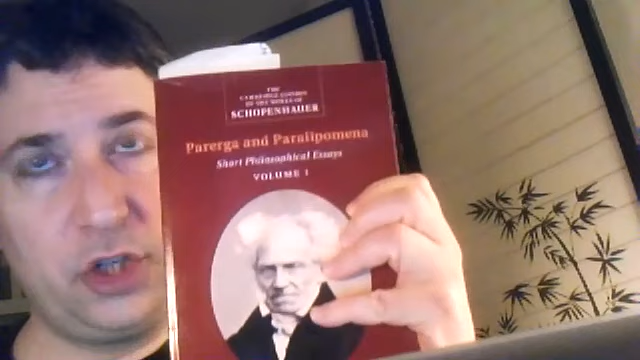 THE
CAMBRIDGE EDITION
OF THE WORKS OF
SCHOPENHAUER
Parerga and Paralipomena
Short Philosophical Essays
VOLUME 1